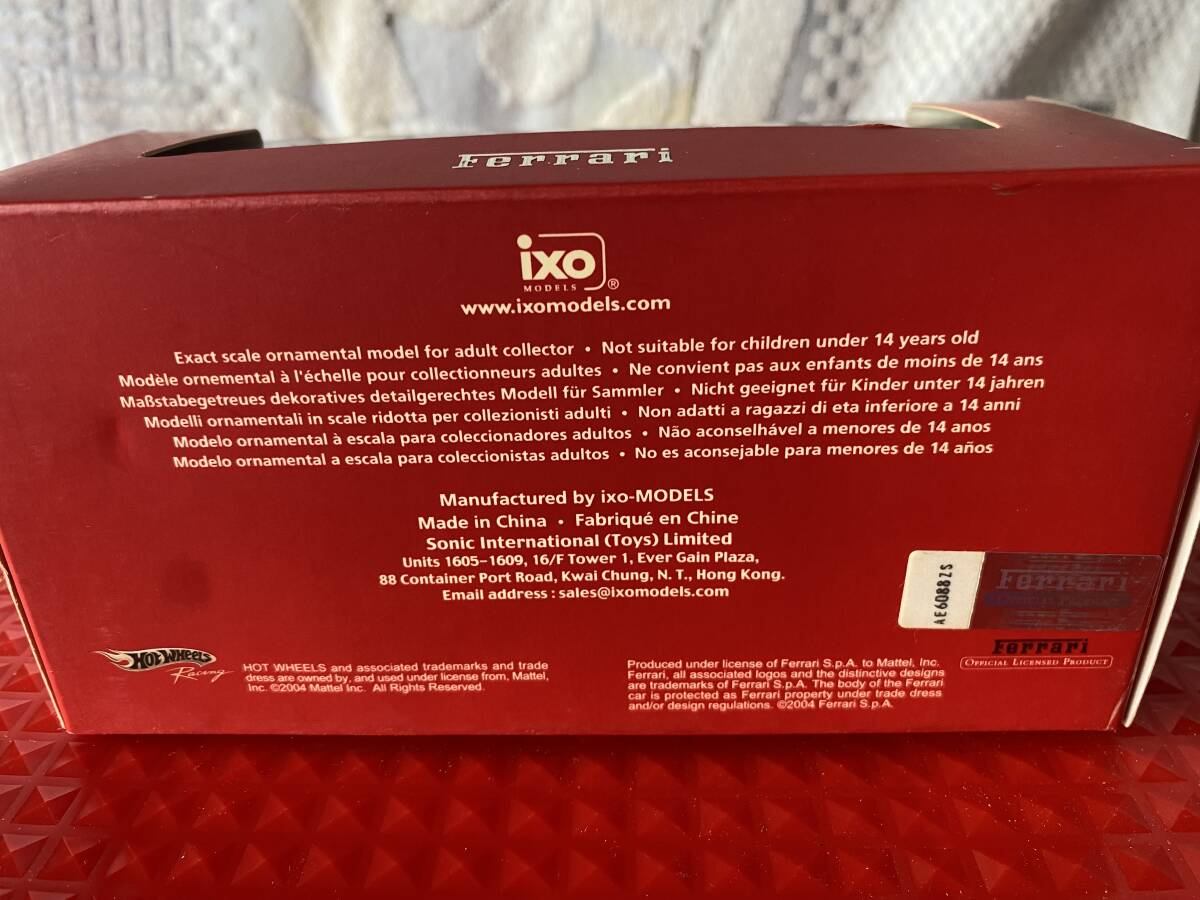 Ferrari
ixo
MODELS ®
www.ixomodels.com
Exact scale ornamental model for adult collector • Not suitable for children under 14 years old
Modèle ornemental à l'échelle pour collectionneurs adultes • Ne convient pas aux enfants de moins de 14 ans
Maßstabegetreues dekoratives detailgerechtes Modell für Sammler • Nicht geeignet für Kinder unter 14 jahren
Modelli ornamentali in scale ridotta per collezionisti adulti • Non adatti a ragazzi di eta inferiore a 14 anni
Modelo ornamental à escala para coleccionadores adultos • Não aconselhável a menores de 14 anos
Modelo ornamental a escala para coleccionistas adultos • No es aconsejable para menores de 14 años
Manufactured by ixo-MODELS
Made in China • Fabriqué en Chine
Sonic International (Toys) Limited
Units 1605–1609, 16/F Tower 1, Ever Gain Plaza,
88 Container Port Road, Kwai Chung, N. T., Hong Kong.
Email address : sales@ixomodels.com
AE6088ZS
Ferrari
HOT WHEELS
Racing
HOT WHEELS and associated trademarks and trade
dress are owned by, and used under license from, Mattel,
Inc. ©2004 Mattel Inc. All Rights Reserved.
Produced under license of Ferrari S.p.A. to Mattel, Inc.
Ferrari, all associated logos and the distinctive designs
are trademarks of Ferrari S.p.A. The body of the Ferrari
car is protected as Ferrari property under trade dress
and/or design regulations. ©2004 Ferrari S.p.A.
Ferrari
OFFICIAL LICENSED PRODUCT